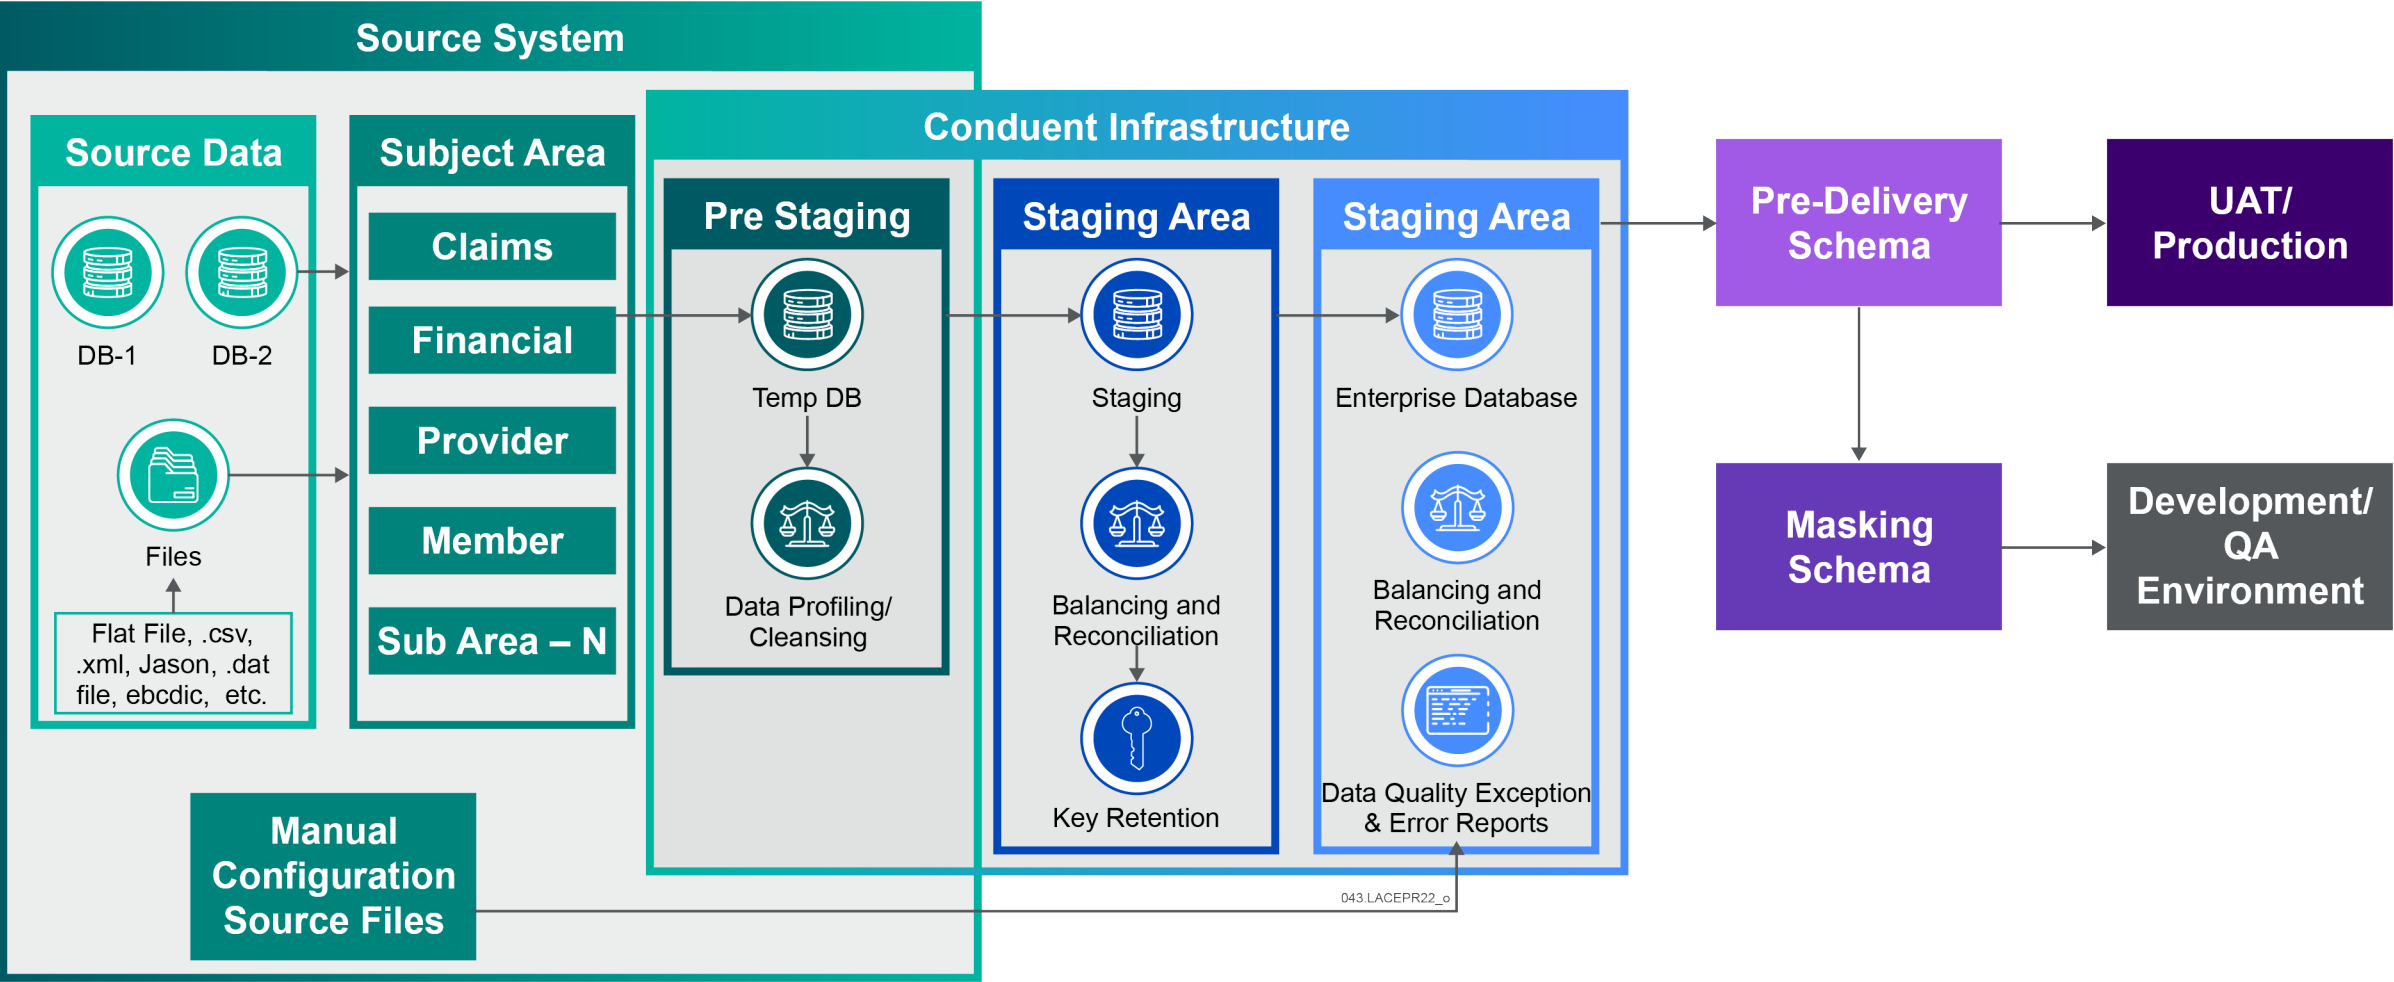 Source System
Conduent Infrastructure
Source Data
DB-1
DB-2
Files
Flat File, .csv,
.xml, Jason, .dat
file, ebcdic,  etc.
Subject Area
Claims
Financial
Provider
Member
Sub Area – N
Manual
Configuration
Source Files
Pre Staging
Temp DB
Data Profiling/
Cleansing
Staging Area
Staging
Balancing and
Reconciliation
Key Retention
Staging Area
Enterprise Database
Balancing and
Reconciliation
Data Quality Exception
& Error Reports
043.LACEPR22_o
Pre-Delivery
Schema
UAT/
Production
Masking
Schema
Development/
QA
Environment